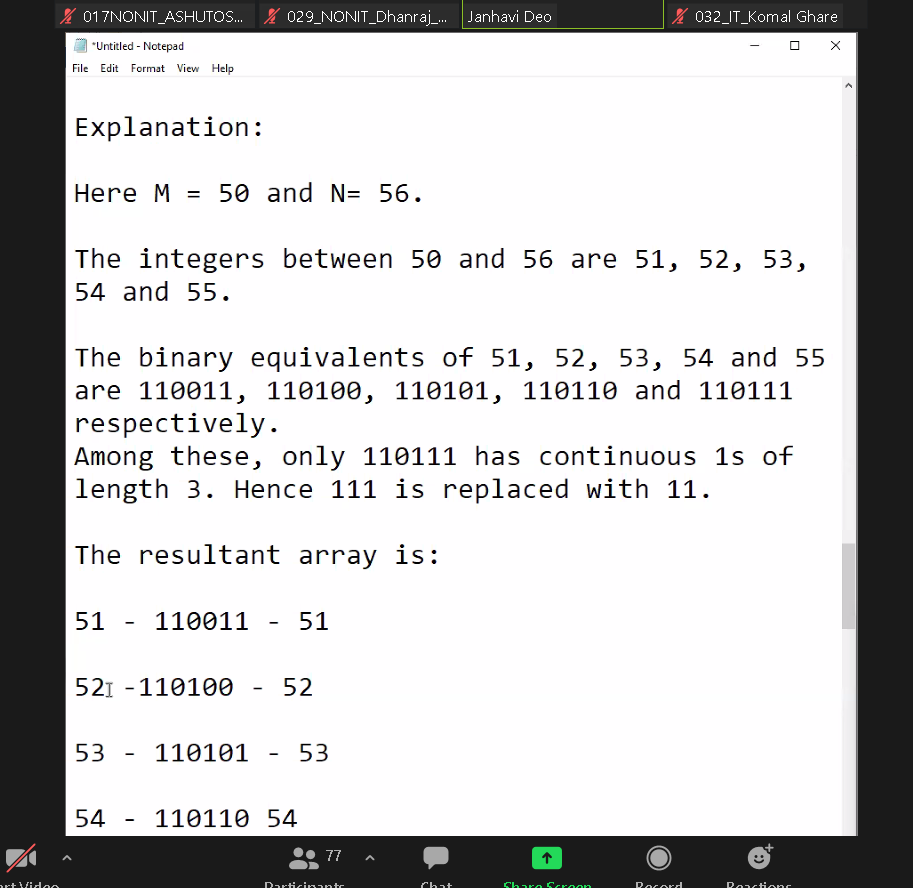 017NONIT_ASHUTOS... 029_NONIT_Dhanraj_... Janhavi Deo 032_IT_Komal Ghare
*Untitled - Notepad
File Edit Format View Help
Explanation:
Here M = 50 and N= 56.
The integers between 50 and 56 are 51, 52, 53,
54 and 55.
The binary equivalents of 51, 52, 53, 54 and 55
are 110011, 110100, 110101, 110110 and 110111
respectively.
Among these, only 110111 has continuous 1s of
length 3. Hence 111 is replaced with 11.
The resultant array is:
51 - 110011 - 51
52 -110100 - 52
53 - 110101 - 53
54 - 110110 54
77
rt Video Participants Chat Share Screen Record Reactions